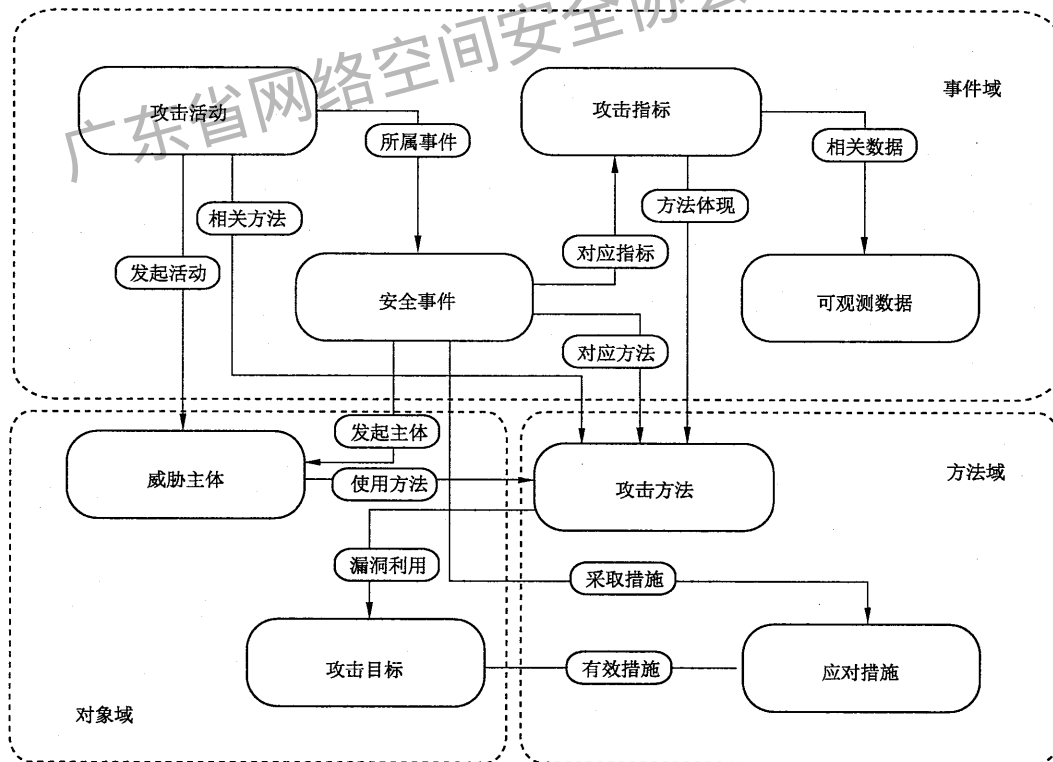 广东省网络空间安全协会
攻击活动
攻击指标
事件域
所属事件
相关数据
相关方法
方法体现
对应指标
发起活动
安全事件
可观测数据
对应方法
发起主体
威胁主体
使用方法
攻击方法
方法域
漏洞利用
采取措施
攻击目标
有效措施
应对措施
对象域